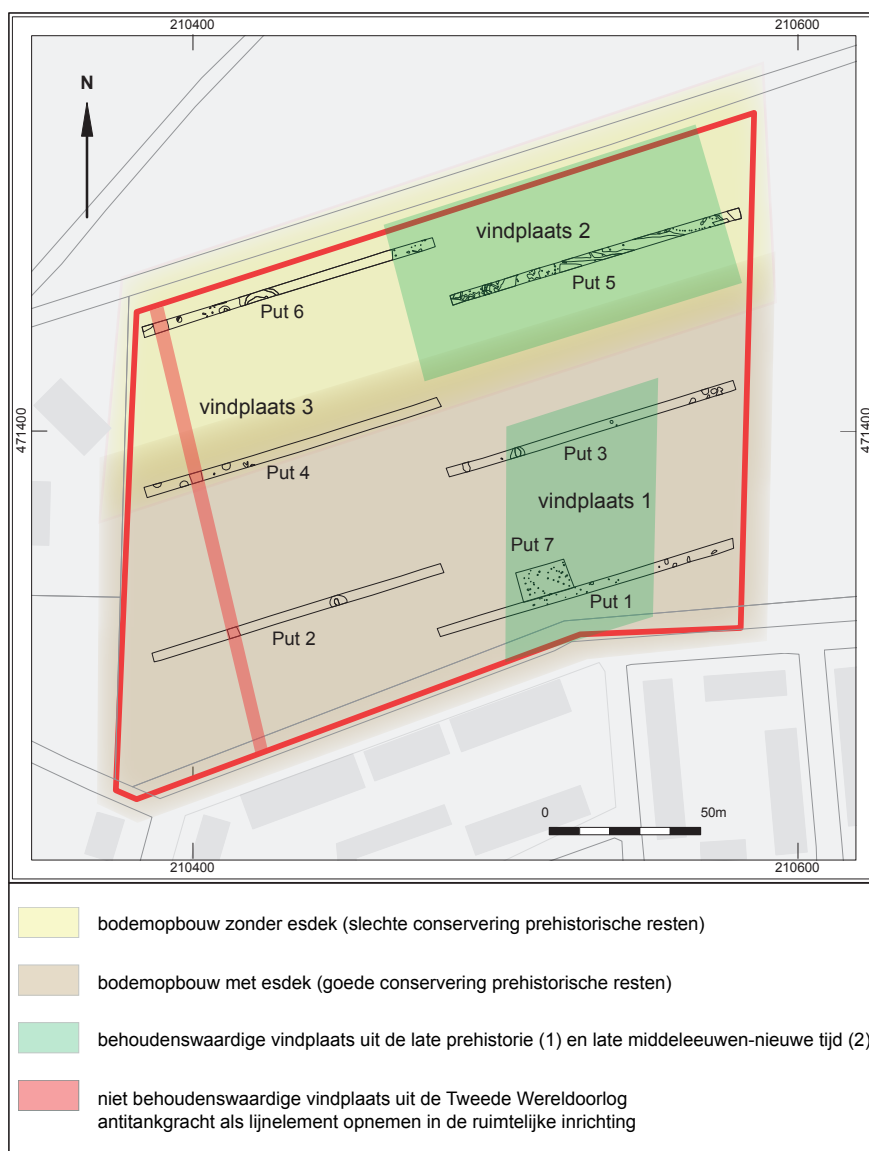 210400
210600
N
vindplaats 2
Put 5
Put 6
vindplaats 3
471400
471400
Put 4
Put 3
vindplaats 1
Put 7
Put 1
Put 2
0
50m
210400
210600
bodemopbouw zonder esdek (slechte conservering prehistorische resten)
bodemopbouw met esdek (goede conservering prehistorische resten)
behoudenswaardige vindplaats uit de late prehistorie (1) en late middeleeuwen-nieuwe tijd (2)
niet behoudenswaardige vindplaats uit de Tweede Wereldoorlog
antitankgracht als lijnelement opnemen in de ruimtelijke inrichting